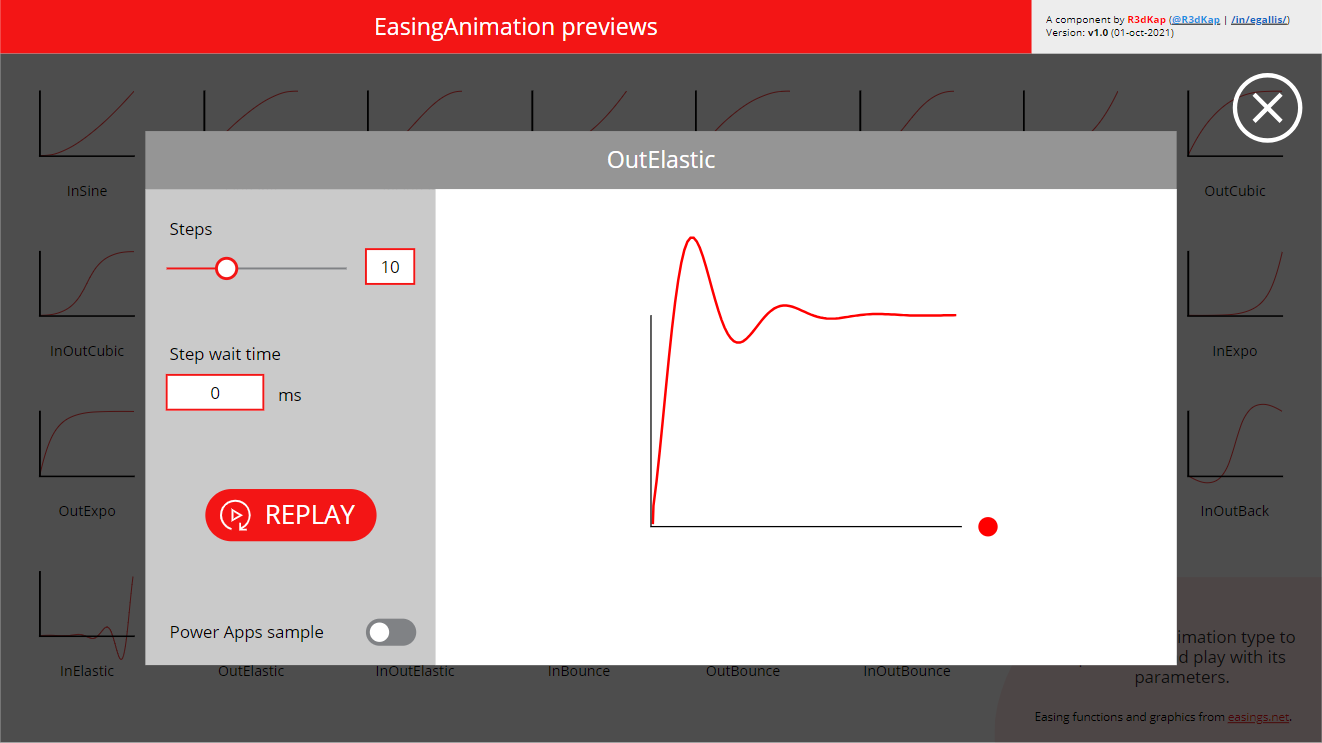 EasingAnimation previews
A component by R3dKap (@R3dKap | /in/egallis/)
Version: v1.0 (01-oct-2021)
OutElastic
InSine
OutCubic
Steps
10
InOutCubic
InExpo
Step wait time
0 ms
OutExpo
InOutBack
REPLAY
Power Apps sample
imation type to
d play with its
parameters.
InElastic
OutElastic
InOutElastic
InBounce
OutBounce
InOutBounce
Easing functions and graphics from easings.net.